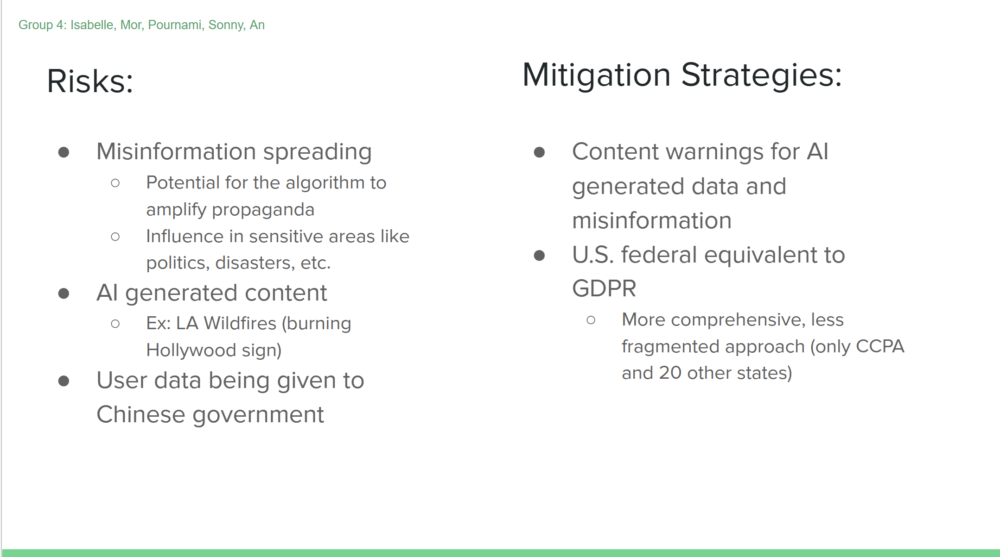 Group 4: Isabelle, Mor, Pournami, Sonny, An
Risks:
● Misinformation spreading
○ Potential for the algorithm to
amplify propaganda
○ Influence in sensitive areas like
politics, disasters, etc.
● AI generated content
○ Ex: LA Wildfires (burning
Hollywood sign)
● User data being given to
Chinese government
Mitigation Strategies:
● Content warnings for AI
generated data and
misinformation
● U.S. federal equivalent to
GDPR
○ More comprehensive, less
fragmented approach (only CCPA
and 20 other states)